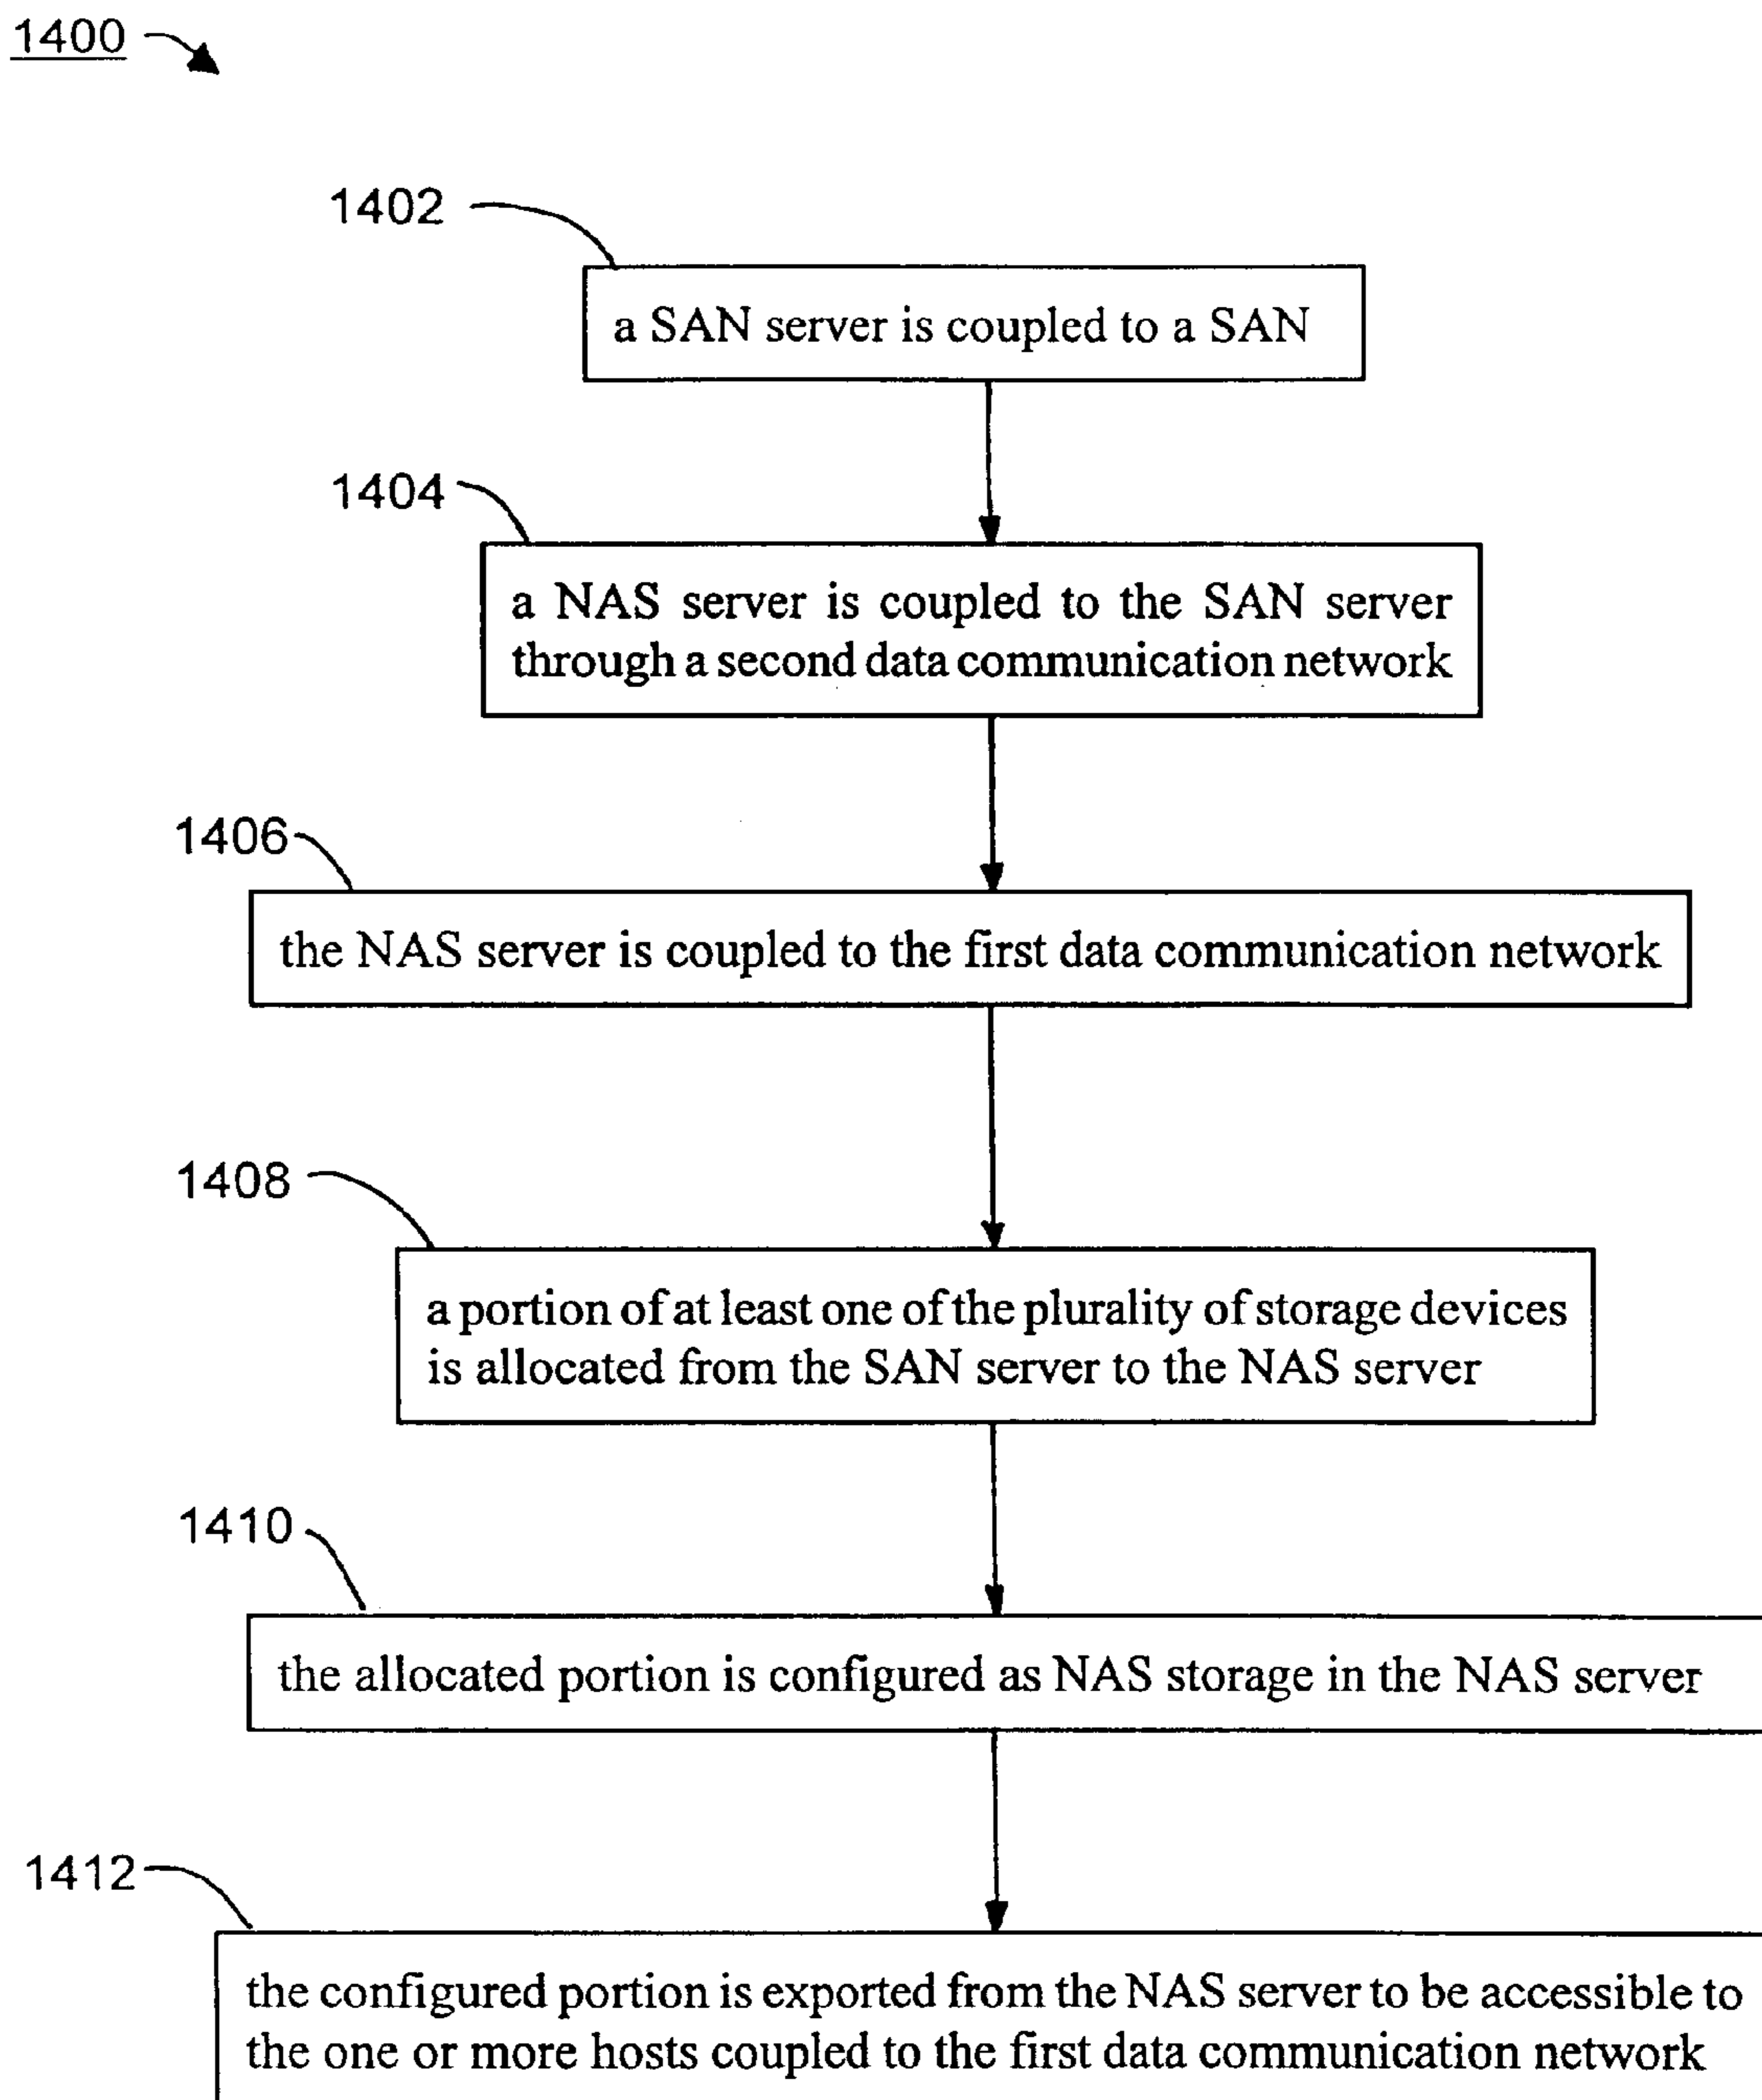 1400
1402
a SAN server is coupled to a SAN
1404
a NAS server is coupled to the SAN server
through a second data communication network
1406
the NAS server is coupled to the first data communication network
1408
a portion of at least one of the plurality of storage devices
is allocated from the SAN server to the NAS server
1410
the allocated portion is configured as NAS storage in the NAS server
1412
the configured portion is exported from the NAS server to be accessible to
the one or more hosts coupled to the first data communication network